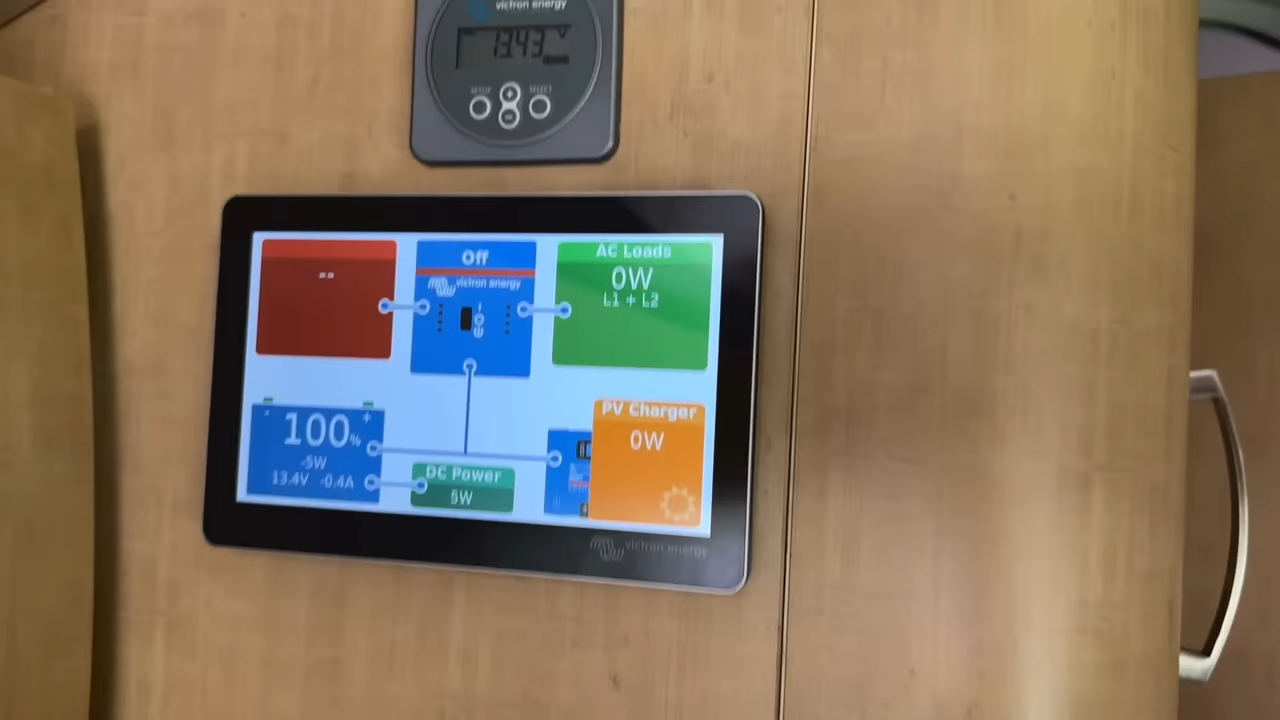 victron energy
13.43 V
SETUP
SELECT
+
-
--
Off
victron energy
AC Loads
0W
L1 + L2
- +
100%
-5W
13.4V -0.4A
DC Power
5W
PV Charger
0W
victron energy